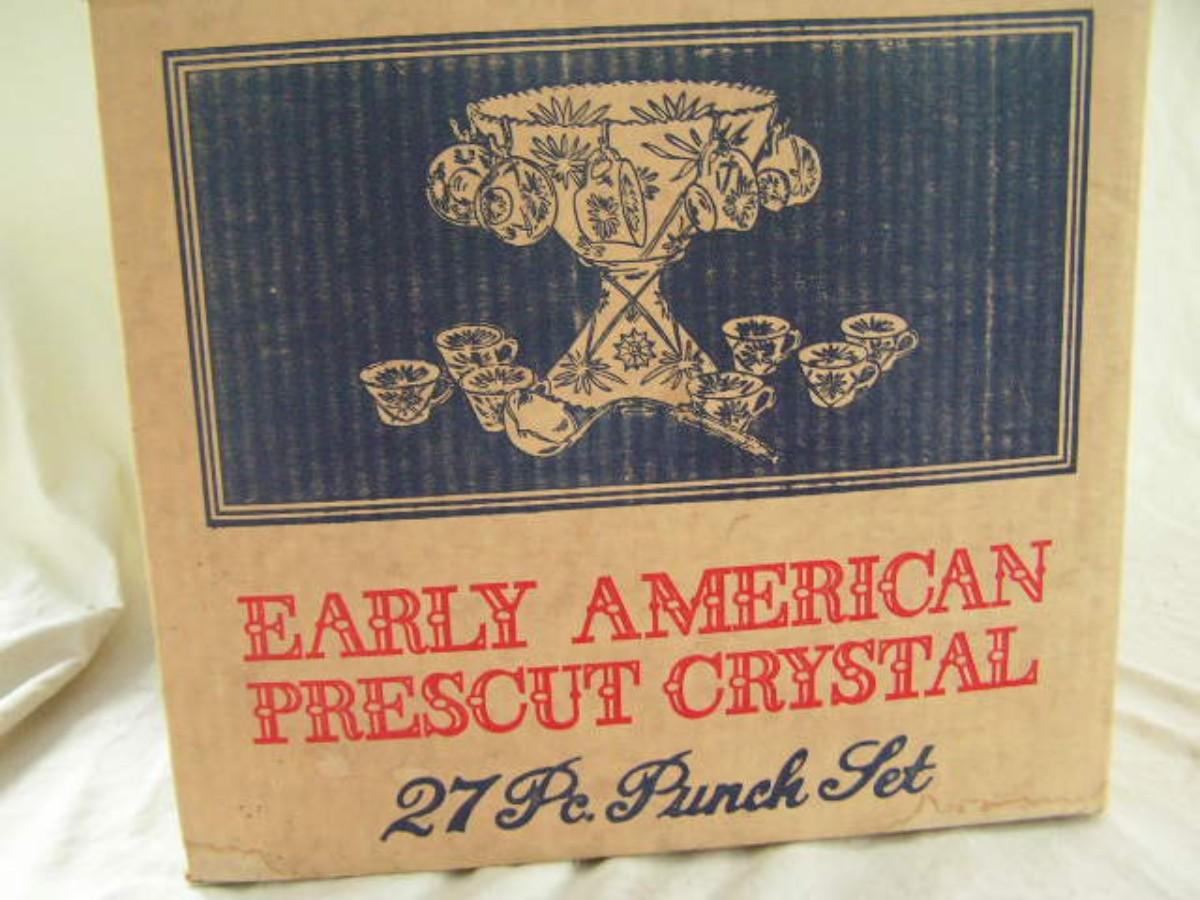 EARLY AMERICAN
PRESCUT CRYSTAL
27 Pc. Punch Set